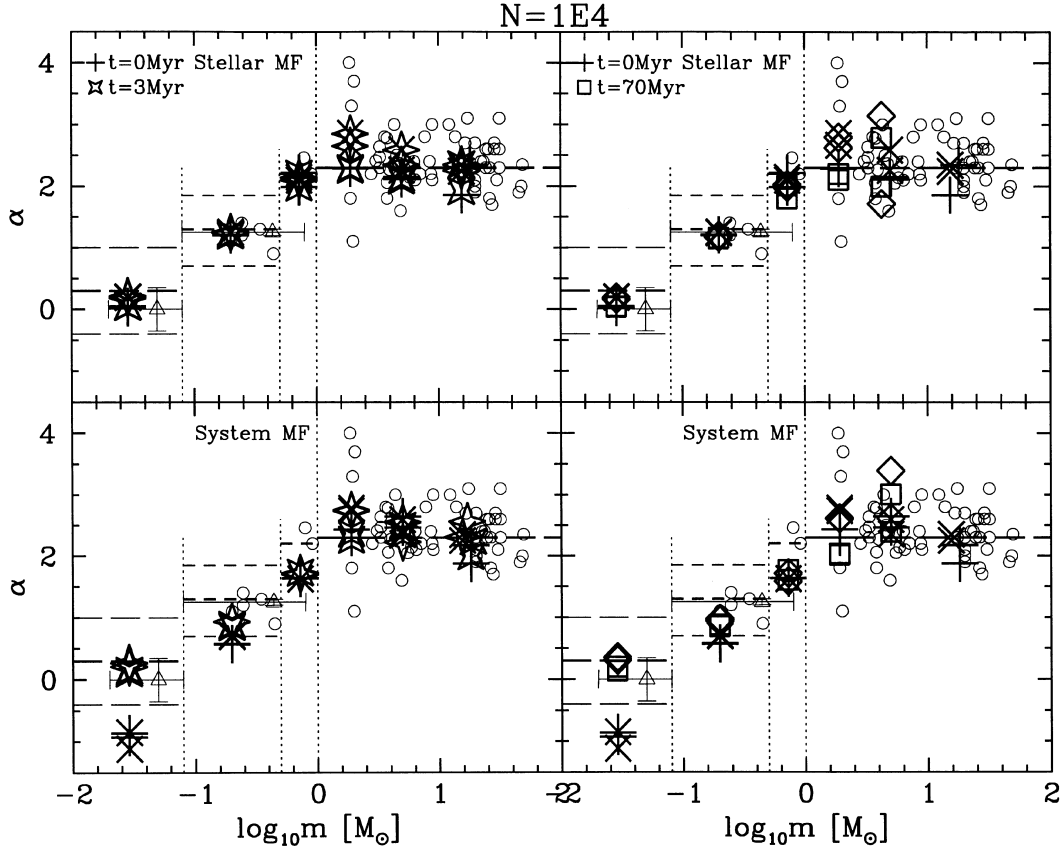 N=1E4
t=0Myr Stellar MF
t=3Myr
t=0Myr Stellar MF
t=70Myr
4
2
0
α
System MF
System MF
4
2
0
α
-2 -1 0 1 -2 2 -1 0 1 2
log10m [M⊙] log10m [M⊙]